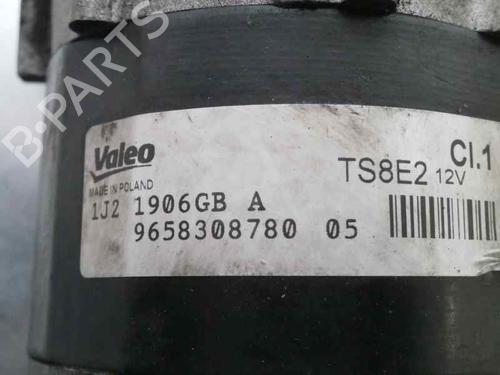 Valeo
MADE IN POLAND
TS8E2 12V
Cl.1
1J2 1906GB A
9658308780 05
B-PARTS